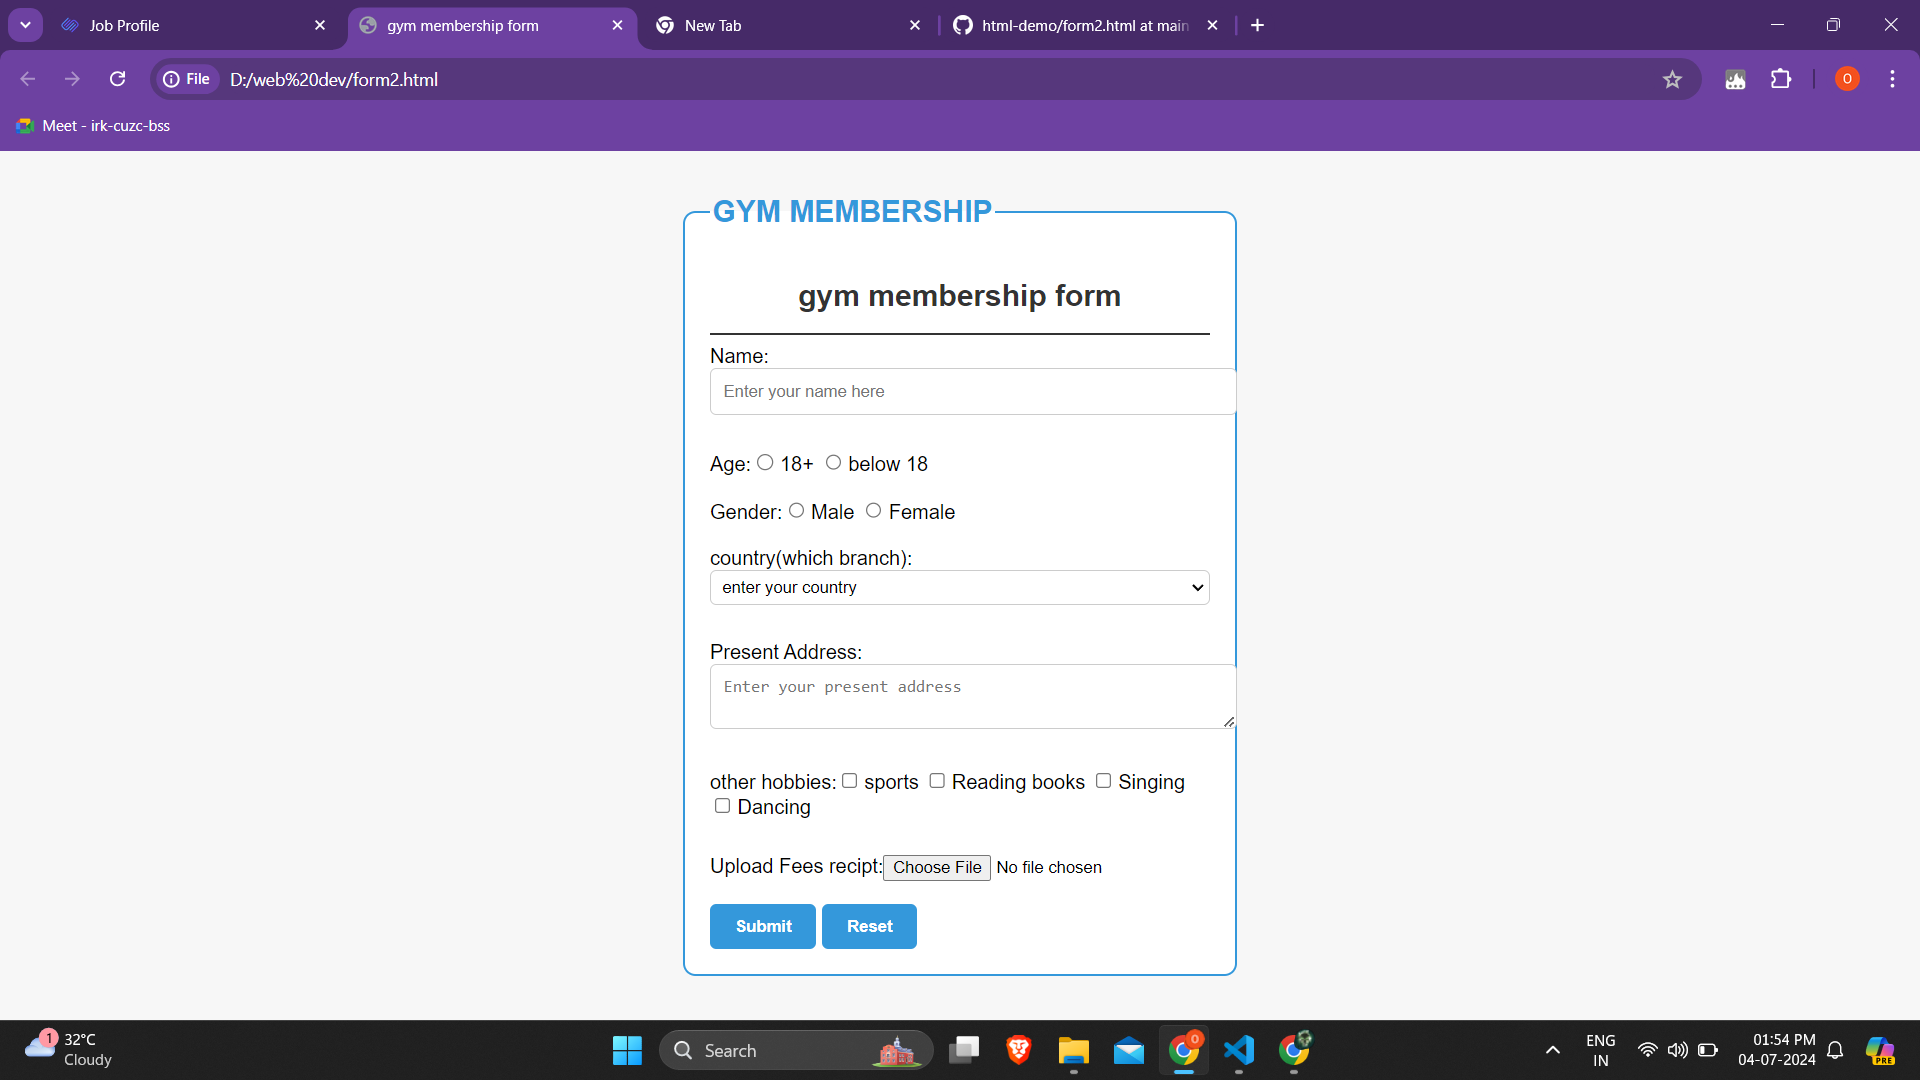 Job Profile
gym membership form
New Tab
html-demo/form2.html at main
File
D:/web%20dev/form2.html
O
Meet - irk-cuzc-bss
GYM MEMBERSHIP
gym membership form
Name:
Enter your name here
Age: 18+ below 18
Gender: Male Female
country(which branch):
enter your country
Present Address:
Enter your present address
other hobbies: sports Reading books Singing
Dancing
Upload Fees recipt: Choose File No file chosen
Submit Reset
1
32°C
Cloudy
Search
O
ENG
IN
01:54 PM
04-07-2024
PRE